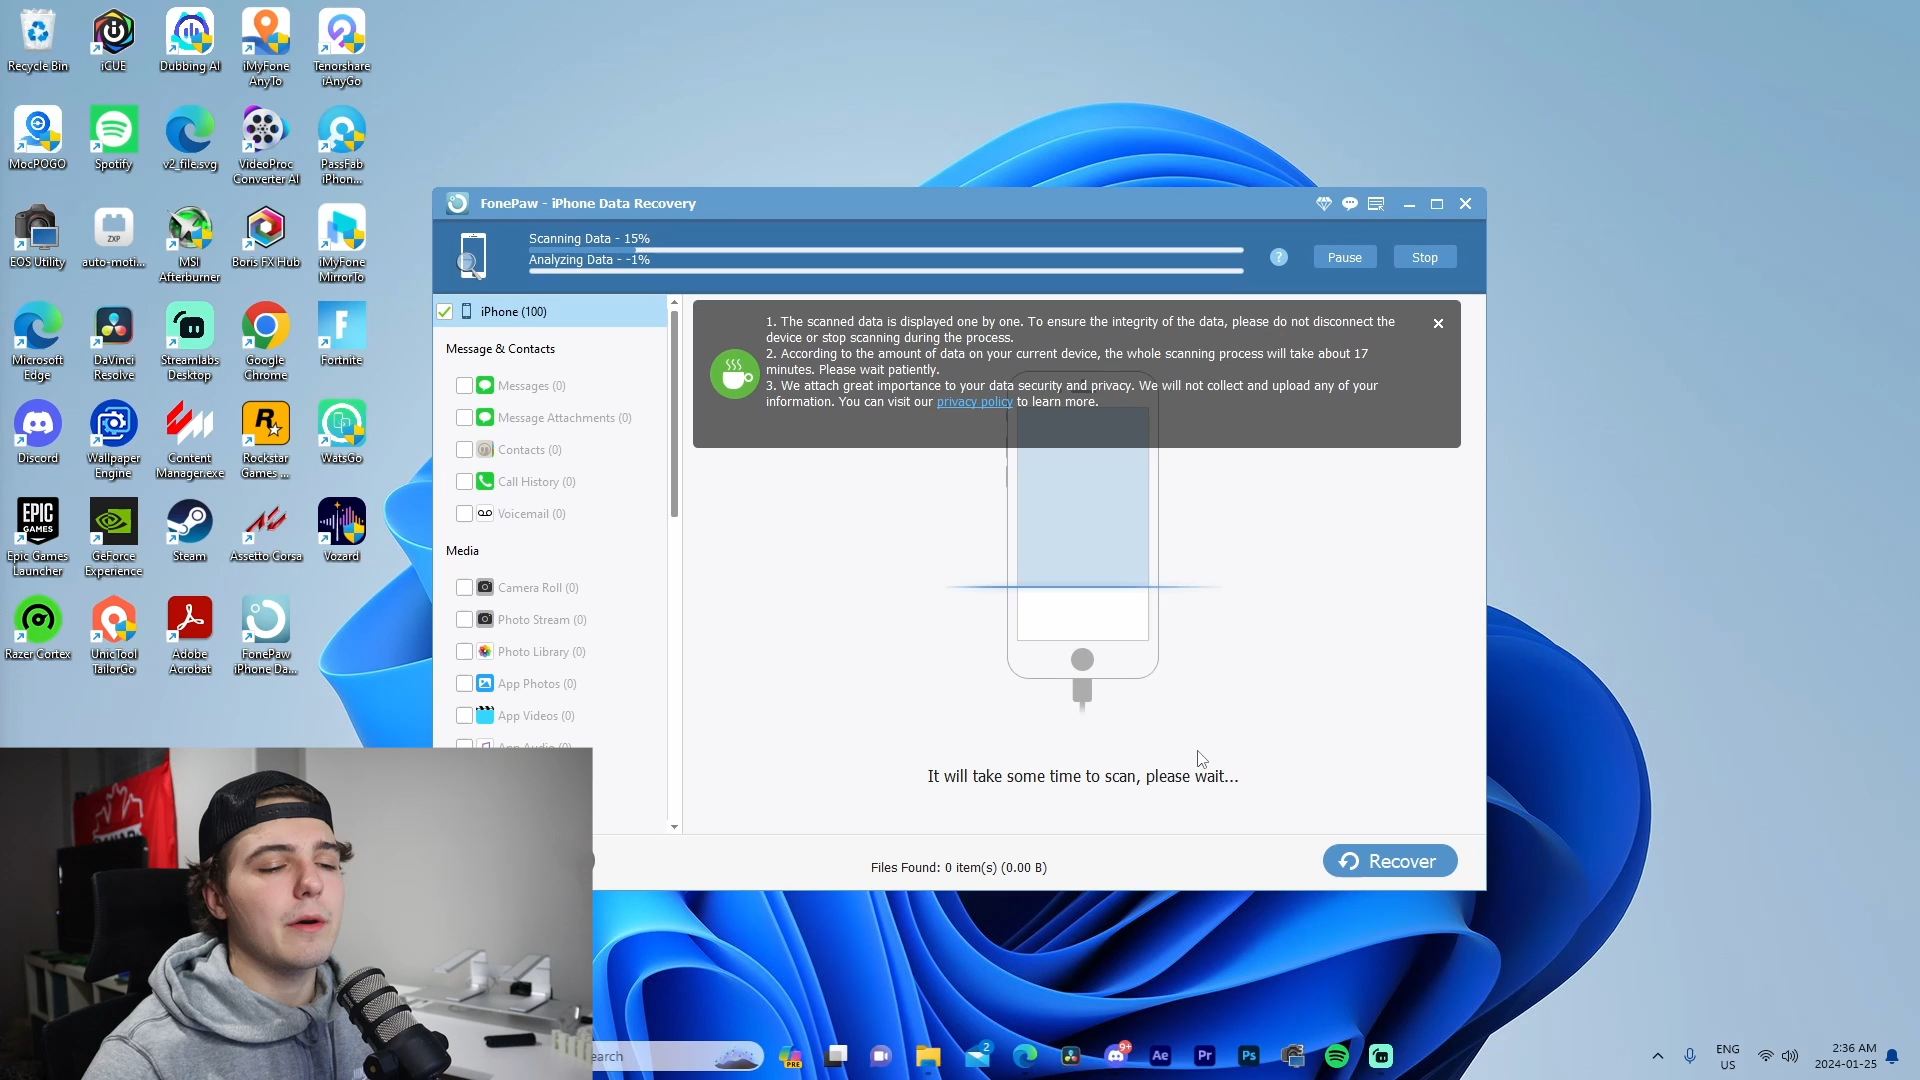 Recycle Bin
iCUE
Dubbing AI
iMyFone
AnyTo
Tenorshare
iAnyGo
MocPOGO
Spotify
v2_file.svg
VideoProc
Converter AI
PassFab
iPhon...
EOS Utility
ZXP
auto-moti...
MSI
Afterburner
Boris FX Hub
iMyFone
MirrorTo
Microsoft
Edge
DaVinci
Resolve
Streamlabs
Desktop
Google
Chrome
Fortnite
Discord
Wallpaper
Engine
Content
Manager.exe
Rockstar
Games ...
WatsGo
EPIC
GAMES
Epic Games
Launcher
GeForce
Experience
Steam
Assetto Corsa
Vozard
Razer Cortex
UnicTool
TailorGo
Adobe
Acrobat
FonePaw
iPhone Da...
FonePaw - iPhone Data Recovery
Scanning Data - 15%
Analyzing Data - -1%
?
Pause
Stop
iPhone (100)
Message & Contacts
Messages (0)
Message Attachments (0)
Contacts (0)
Call History (0)
Voicemail (0)
Media
Camera Roll (0)
Photo Stream (0)
Photo Library (0)
App Photos (0)
App Videos (0)
App Audio (0)
1. The scanned data is displayed one by one. To ensure the integrity of the data, please do not disconnect the
device or stop scanning during the process.
2. According to the amount of data on your current device, the whole scanning process will take about 17
minutes. Please wait patiently.
3. We attach great importance to your data security and privacy. We will not collect and upload any of your
information. You can visit our privacy policy to learn more.
It will take some time to scan, please wait...
Files Found: 0 item(s) (0.00 B)
Recover
earch
PRE
2
9+
Ae
Pr
Ps
ENG
US
2:36 AM
2024-01-25